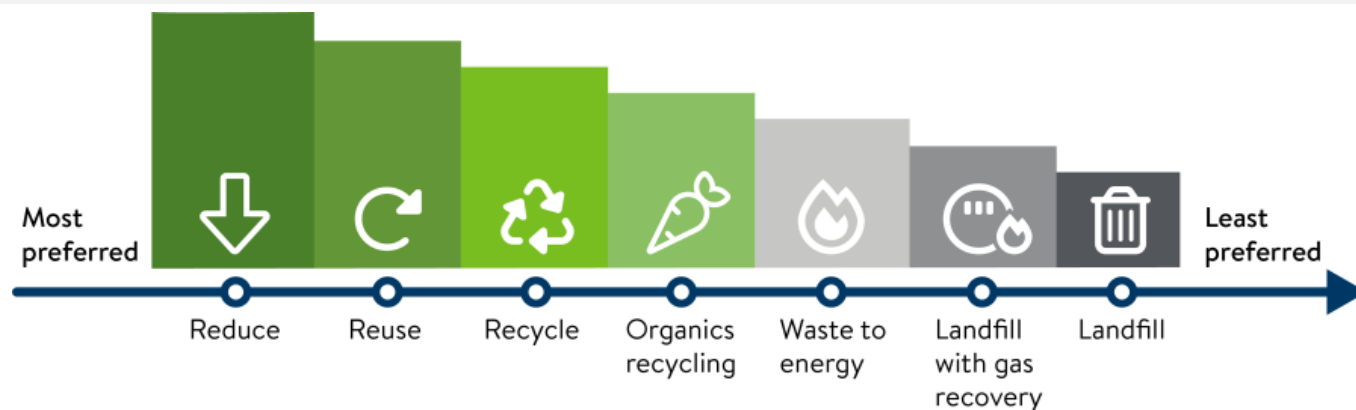 Most
preferred
Least
preferred
Reduce
Reuse
Recycle
Organics
recycling
Waste to
energy
Landfill
with gas
recovery
Landfill